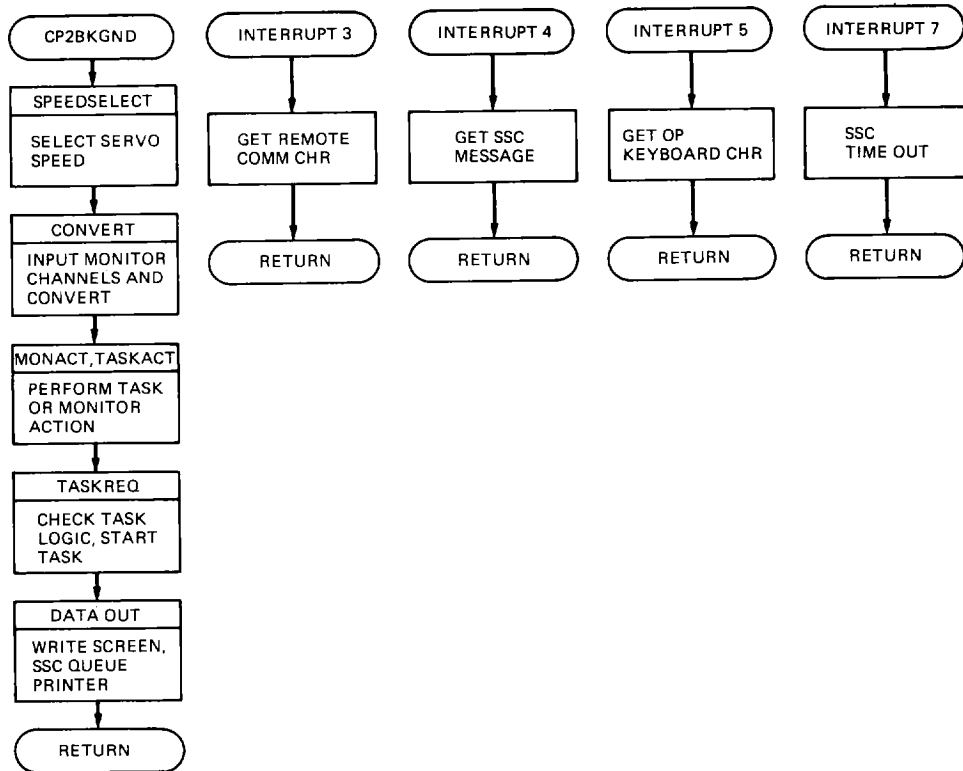 CP2BKGND
SPEEDSELECT
SELECT SERVO
SPEED
CONVERT
INPUT MONITOR
CHANNELS AND
CONVERT
MONACT,TASKACT
PERFORM TASK
OR MONITOR
ACTION
TASKREQ
CHECK TASK
LOGIC, START
TASK
DATA OUT
WRITE SCREEN,
SSC QUEUE
PRINTER
RETURN
INTERRUPT 3
GET REMOTE
COMM CHR
RETURN
INTERRUPT 4
GET SSC
MESSAGE
RETURN
INTERRUPT 5
GET OP
KEYBOARD CHR
RETURN
INTERRUPT 7
SSC
TIME OUT
RETURN